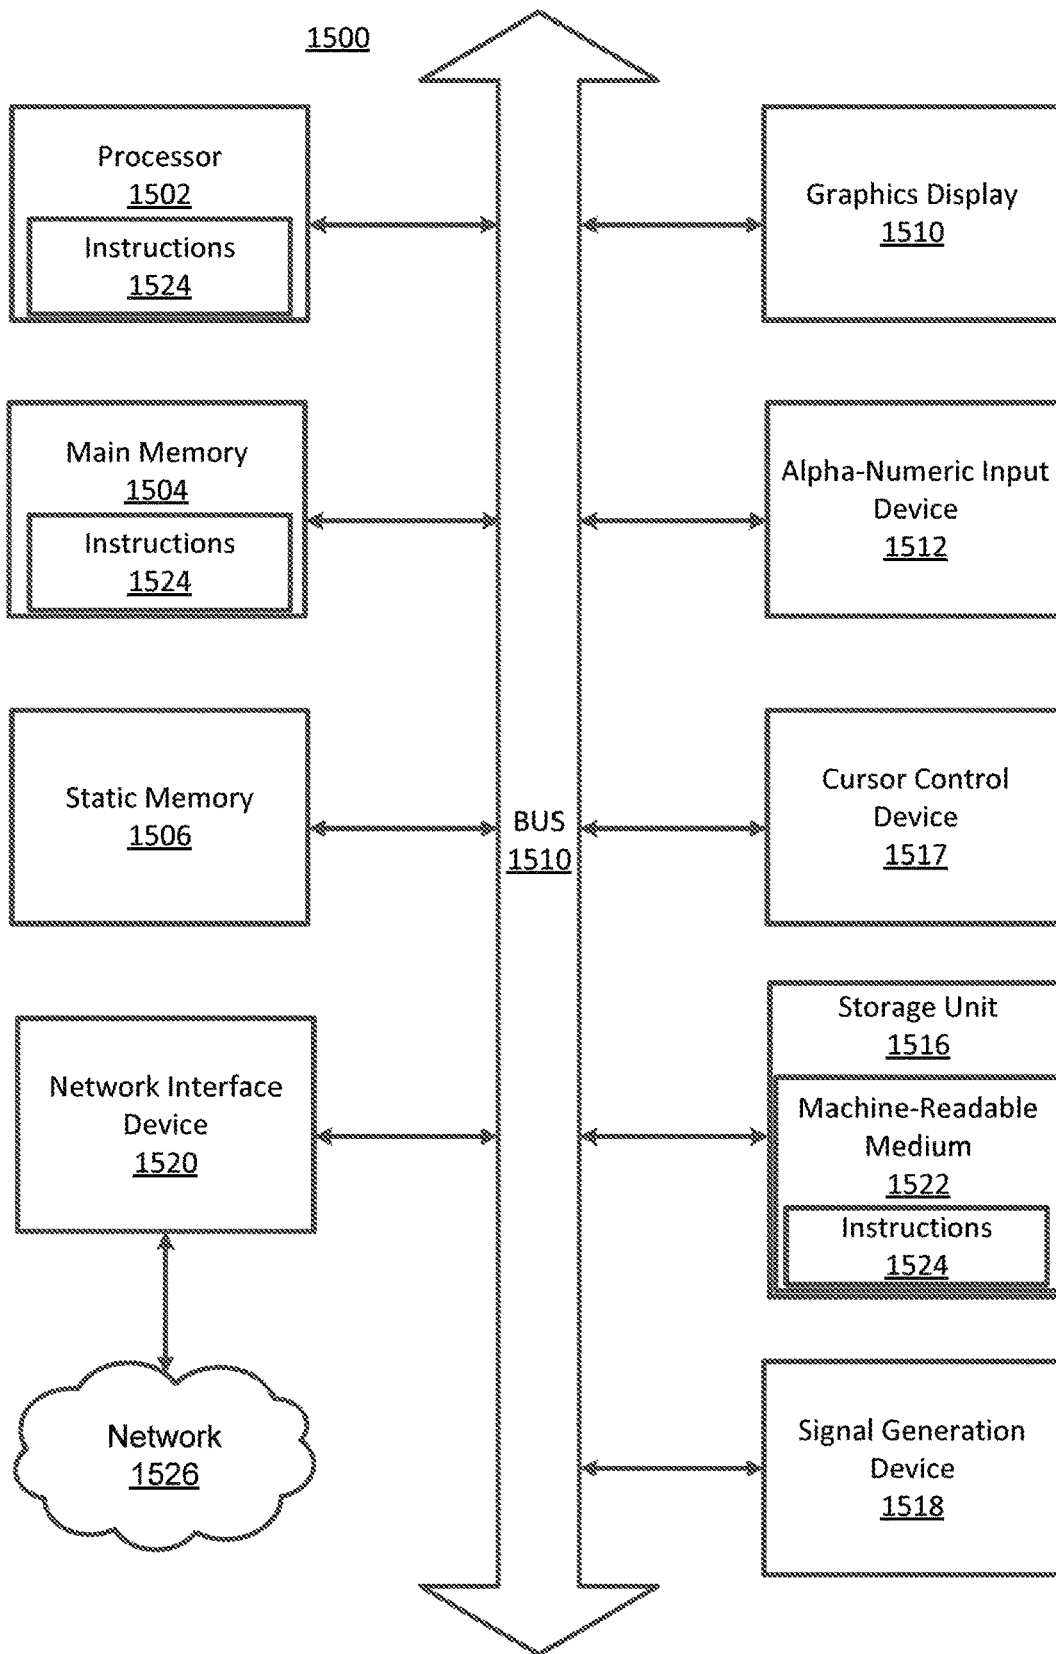 1500
Processor
1502
Instructions
1524
Main Memory
1504
Instructions
1524
Static Memory
1506
Network Interface
Device
1520
Network
1526
BUS
1510
Graphics Display
1510
Alpha-Numeric Input
Device
1512
Cursor Control
Device
1517
Storage Unit
1516
Machine-Readable
Medium
1522
Instructions
1524
Signal Generation
Device
1518